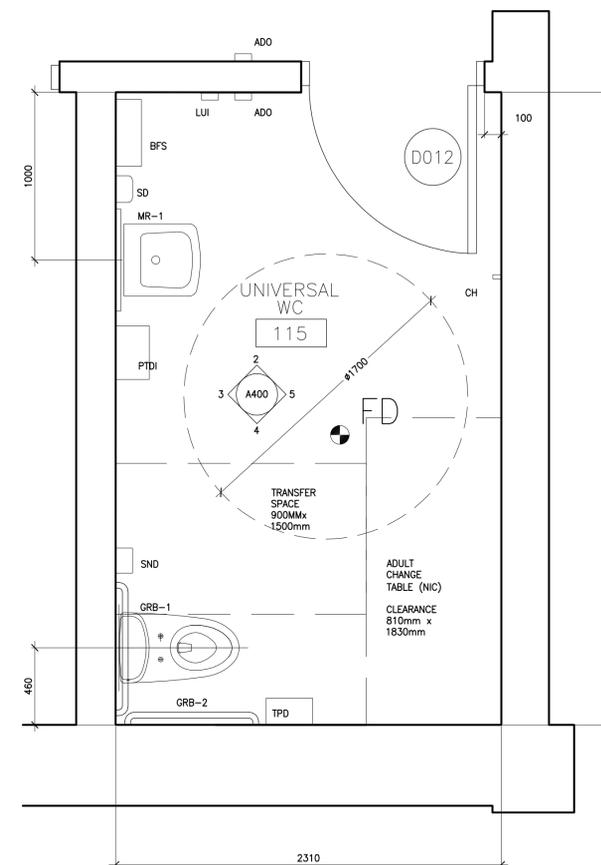 ADO
LUI
ADO
100
D012
BFS
1000
SD
MR-1
CH
UNIVERSAL
WC
115
PTDI
ø1700
2
3
A400
5
4
FD
TRANSFER
SPACE
900MMx
1500mm
SND
ADULT
CHANGE
TABLE (NIC)
CLEARANCE
810mm x
1830mm
GRB-1
460
GRB-2
TPD
2310